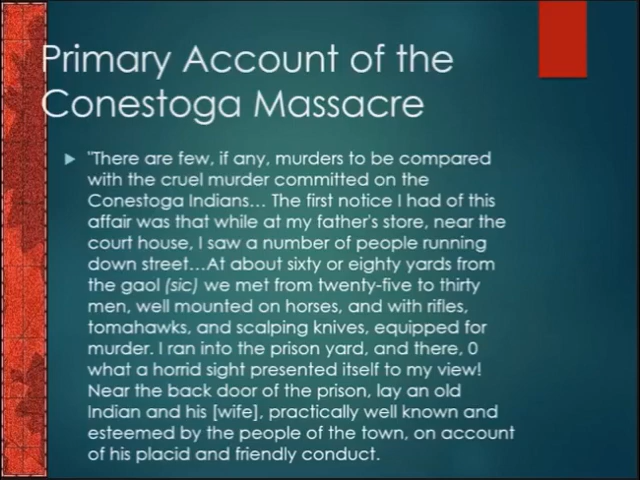 Primary Account of the
Conestoga Massacre
"There are few, if any, murders to be compared
with the cruel murder committed on the
Conestoga Indians… The first notice I had of this
affair was that while at my father's store, near the
court house, I saw a number of people running
down street…At about sixty or eighty yards from
the gaol (sic) we met from twenty-five to thirty
men, well mounted on horses, and with rifles,
tomahawks, and scalping knives, equipped for
murder. I ran into the prison yard, and there, 0
what a horrid sight presented itself to my view!
Near the back door of the prison, lay an old
Indian and his [wife], practically well known and
esteemed by the people of the town, on account
of his placid and friendly conduct.